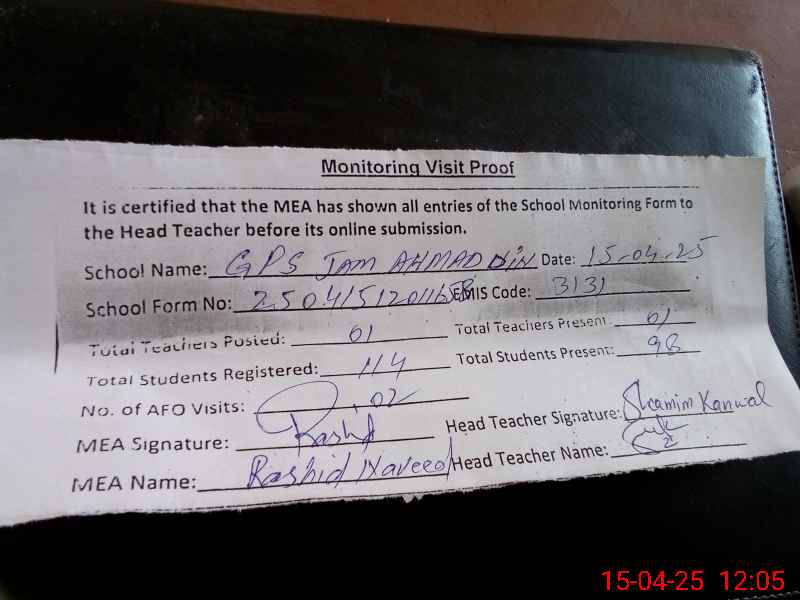 Monitoring Visit Proof
It is certified that the MEA has shown all entries of the School Monitoring Form to
the Head Teacher before its online submission.
School Name: GPS JAM AHMAD DIN Date: 15-04-25
School Form No: EMIS Code: 3131
Total Teachers Posted: 01 Total Teachers Present: 01
Total Students Registered: 114 Total Students Present: 98
No. of AFO Visits: 02
MEA Signature: Rashid Head Teacher Signature: Shamim Kanwal
MEA Name: Rashid Naveed Head Teacher Name:
15-04-25 12:05